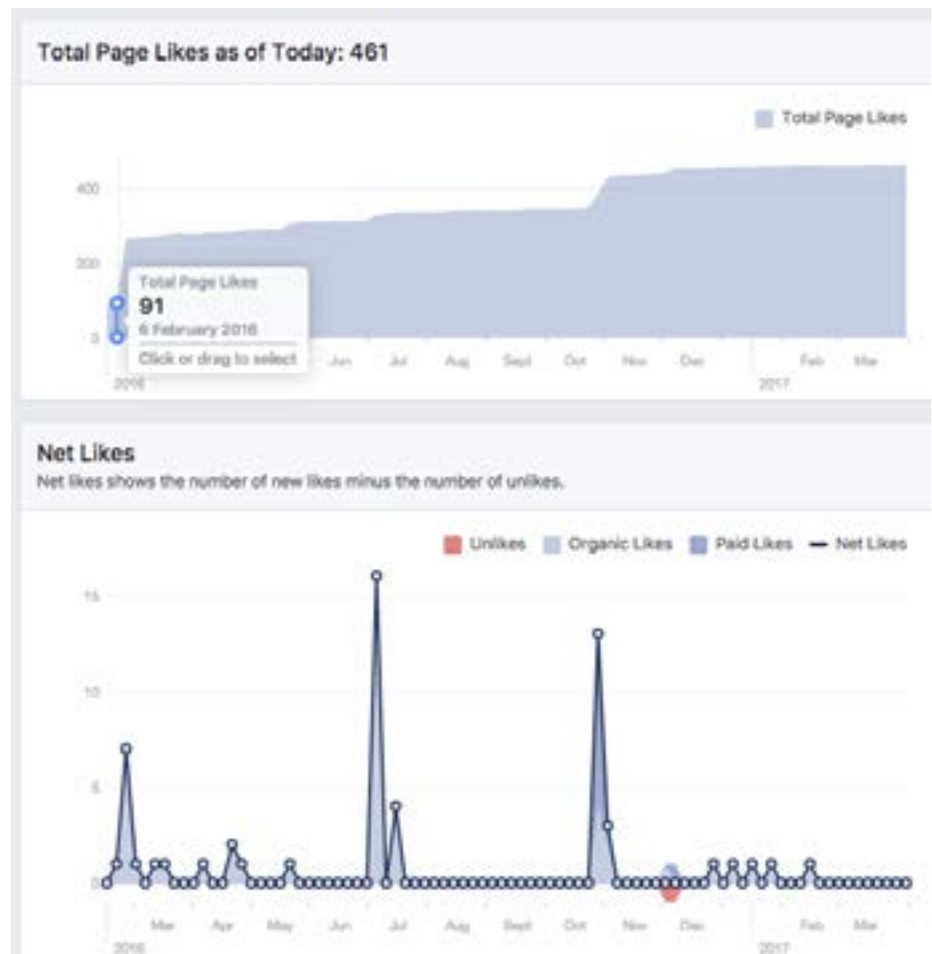 Total Page Likes as of Today: 461
Total Page Likes
400
200
0
Total Page Likes
91
6 February 2016
Click or drag to select
Jun Jul Aug Sept Oct Nov Dec Feb Mar
2016 2017
Net Likes
Net likes shows the number of new likes minus the number of unlikes.
Unlikes Organic Likes Paid Likes Net Likes
15
10
5
0
Mar Apr May Jun Jul Aug Sept Oct Nov Dec Feb Mar
2016 2017